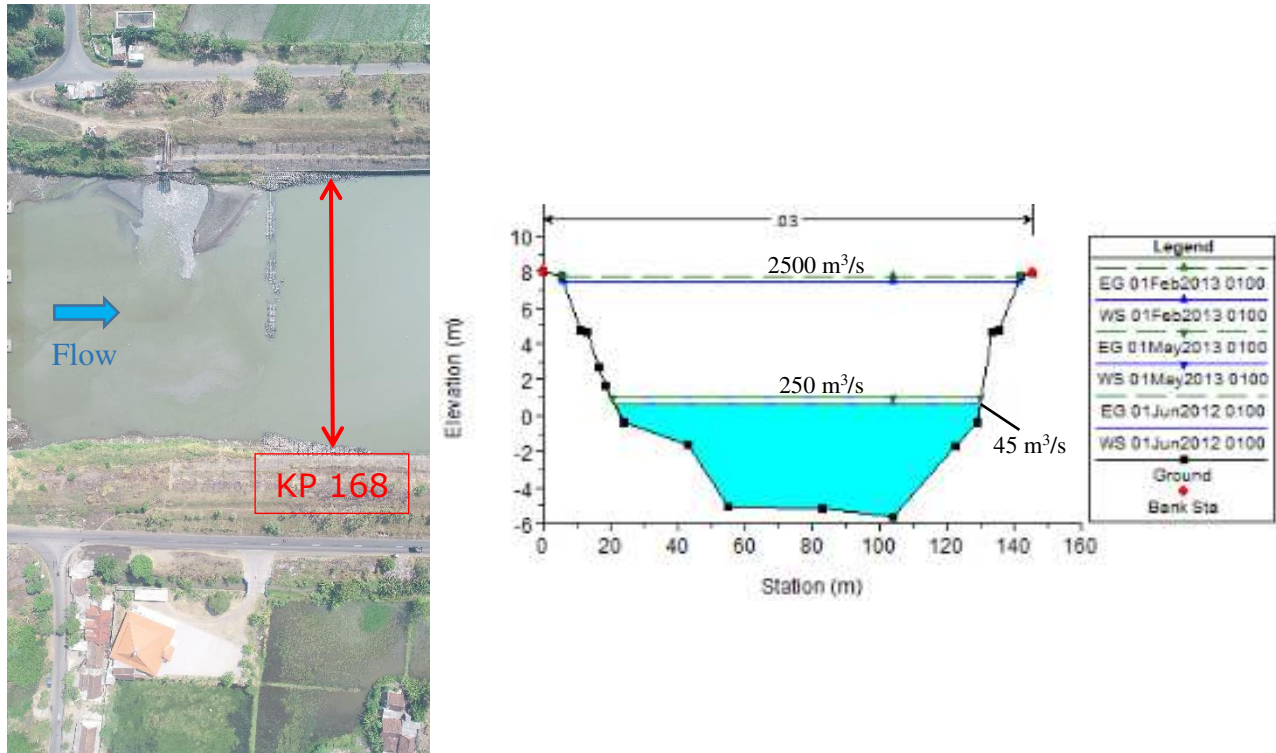 Flow
KP 168
.03
10
8
6
4
2
0
-2
-4
-6
0
20
40
60
80
100
120
140
160
Elevation (m)
Station (m)
2500 m³/s
250 m³/s
45 m³/s
Legend
EG 01Feb2013 0100
WS 01Feb2013 0100
EG 01May2013 0100
WS 01May2013 0100
EG 01Jun2012 0100
WS 01Jun2012 0100
Ground
Bank Sta